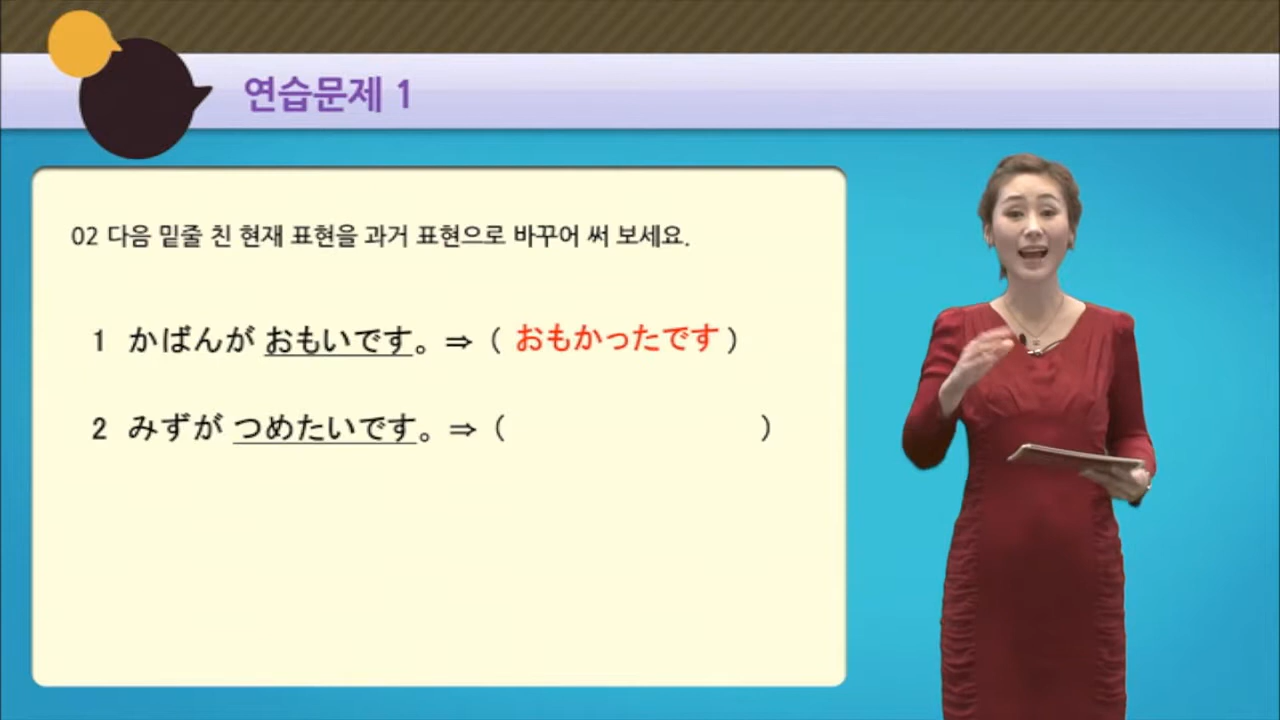 연습문제 1
02 다음 밑줄 친 현재 표현을 과거 표현으로 바꾸어 써 보세요.
1 かばんが おもいです。⇒ ( おもかったです )
2 みずが つめたいです。⇒ ( )